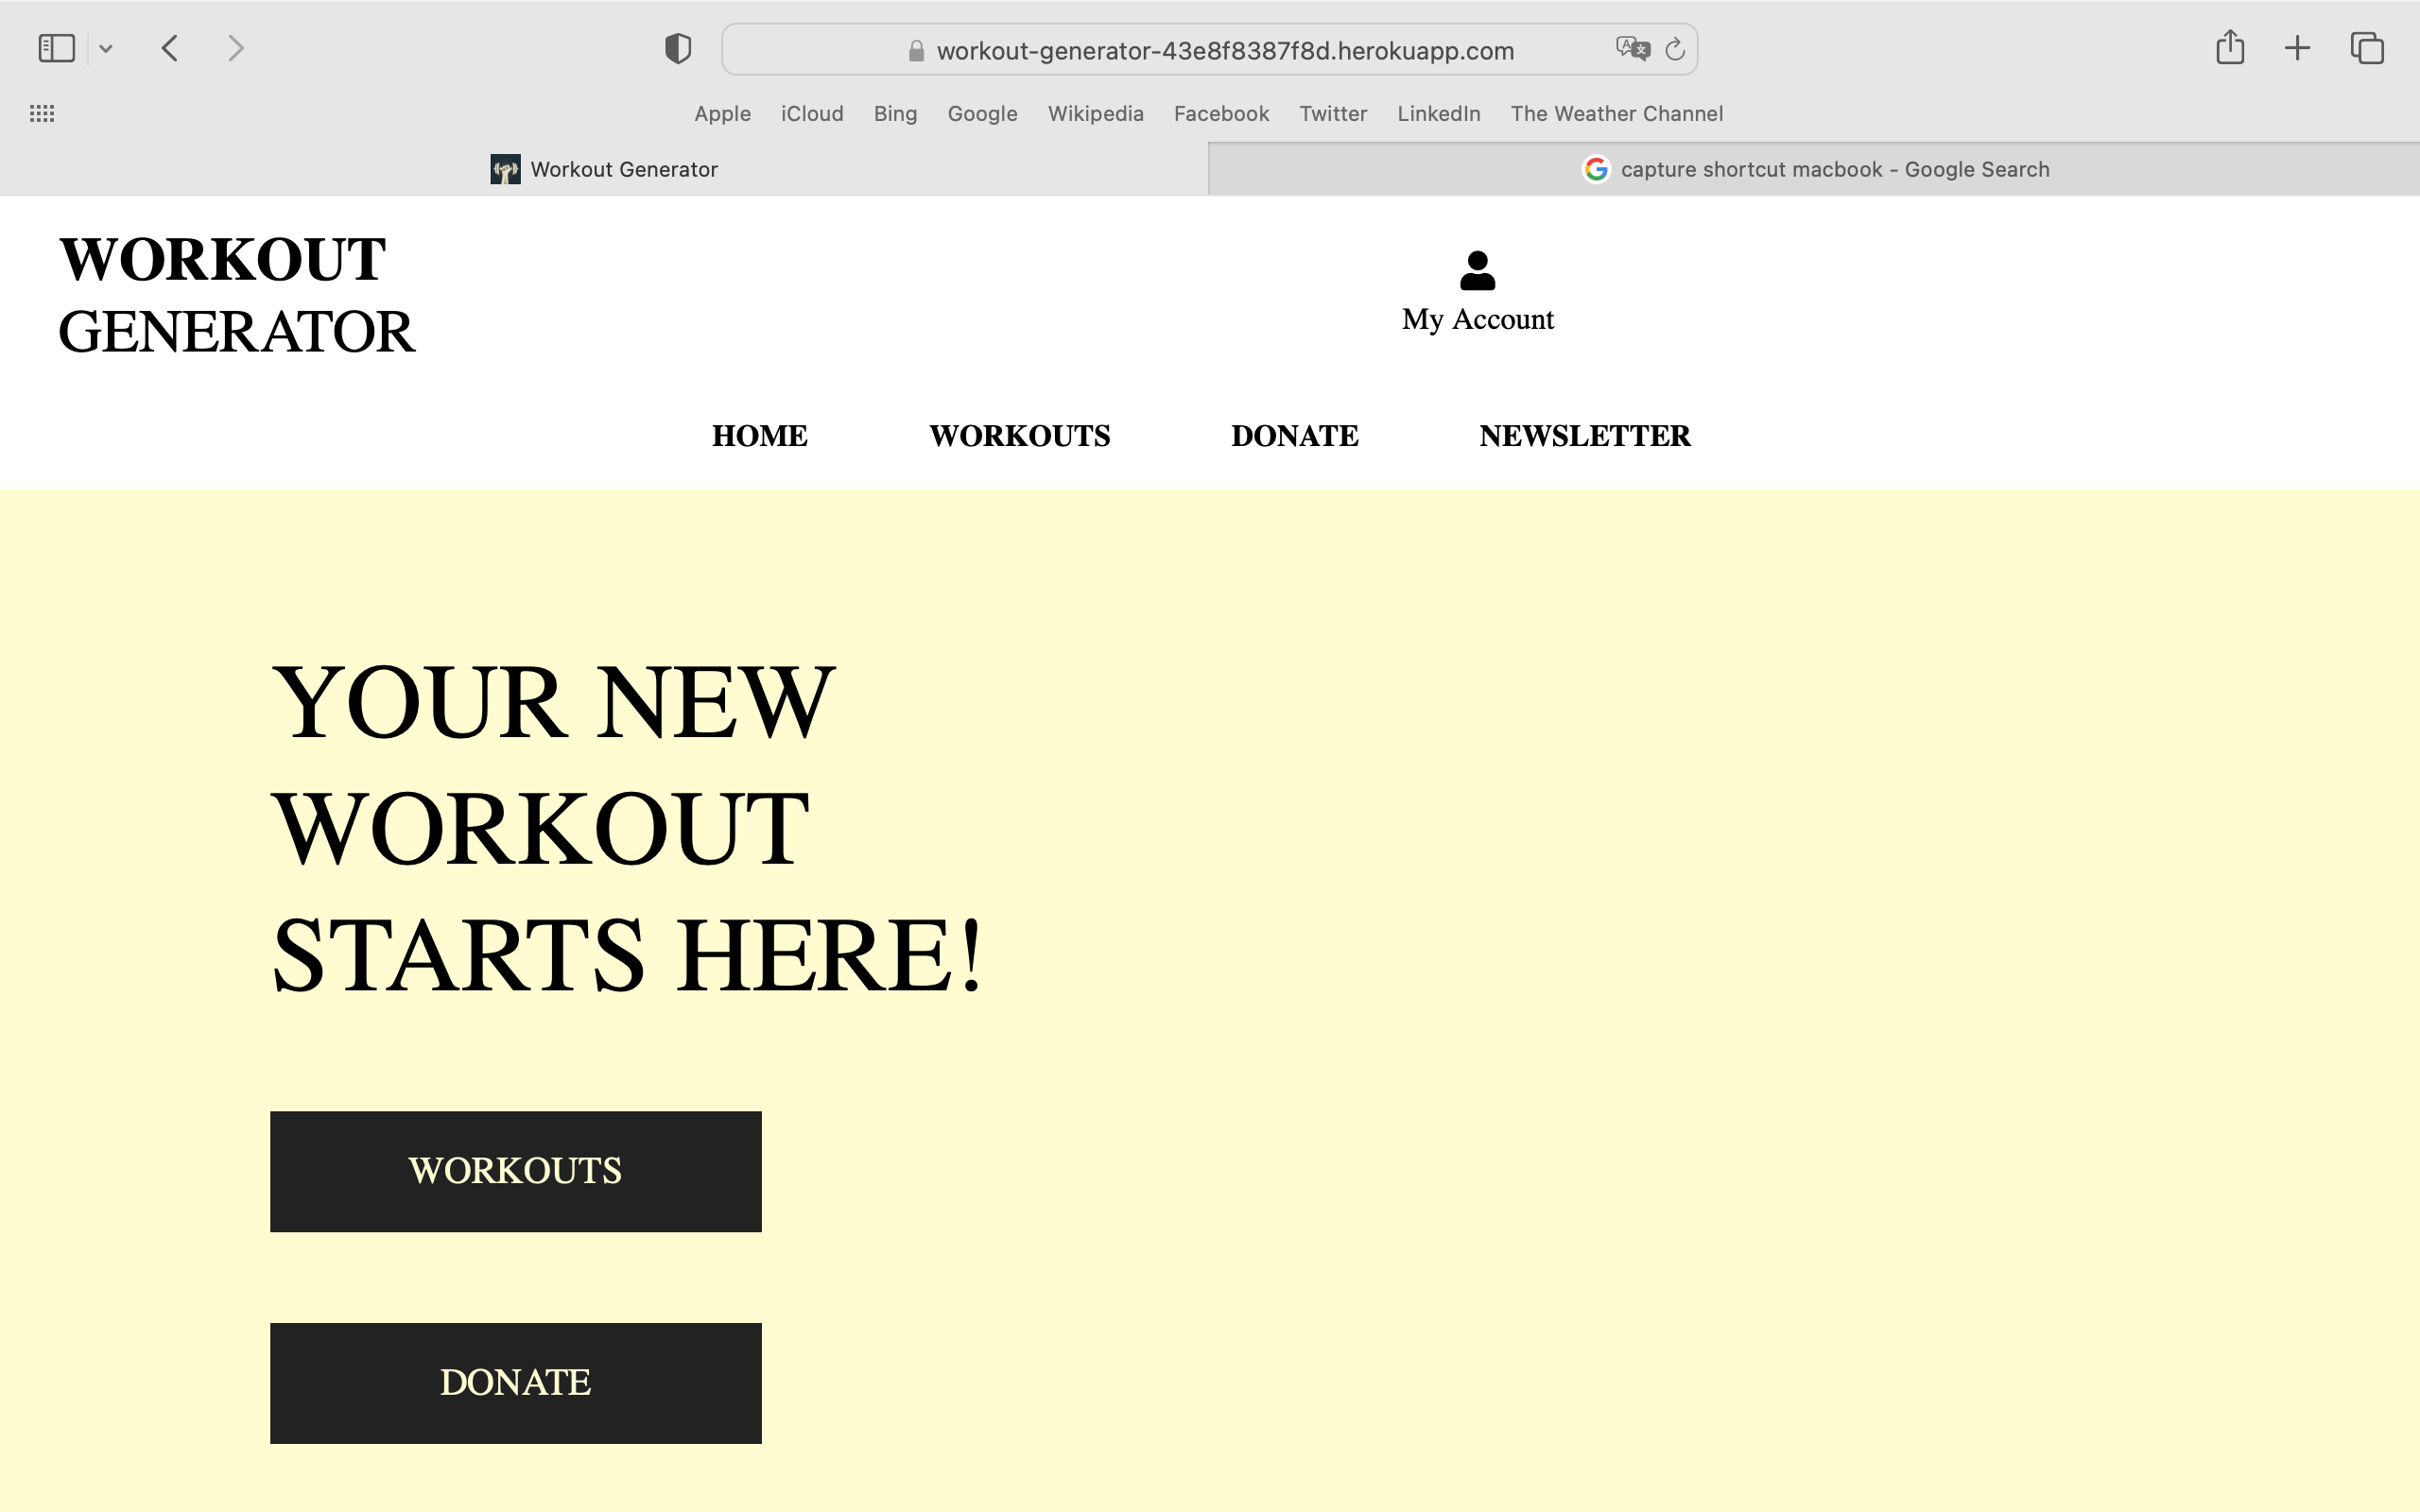 workout-generator-43e8f8387f8d.herokuapp.com
Apple iCloud Bing Google Wikipedia Facebook Twitter LinkedIn The Weather Channel
Workout Generator
capture shortcut macbook - Google Search
WORKOUT
GENERATOR
My Account
HOME WORKOUTS DONATE NEWSLETTER
YOUR NEW
WORKOUT
STARTS HERE!
WORKOUTS
DONATE